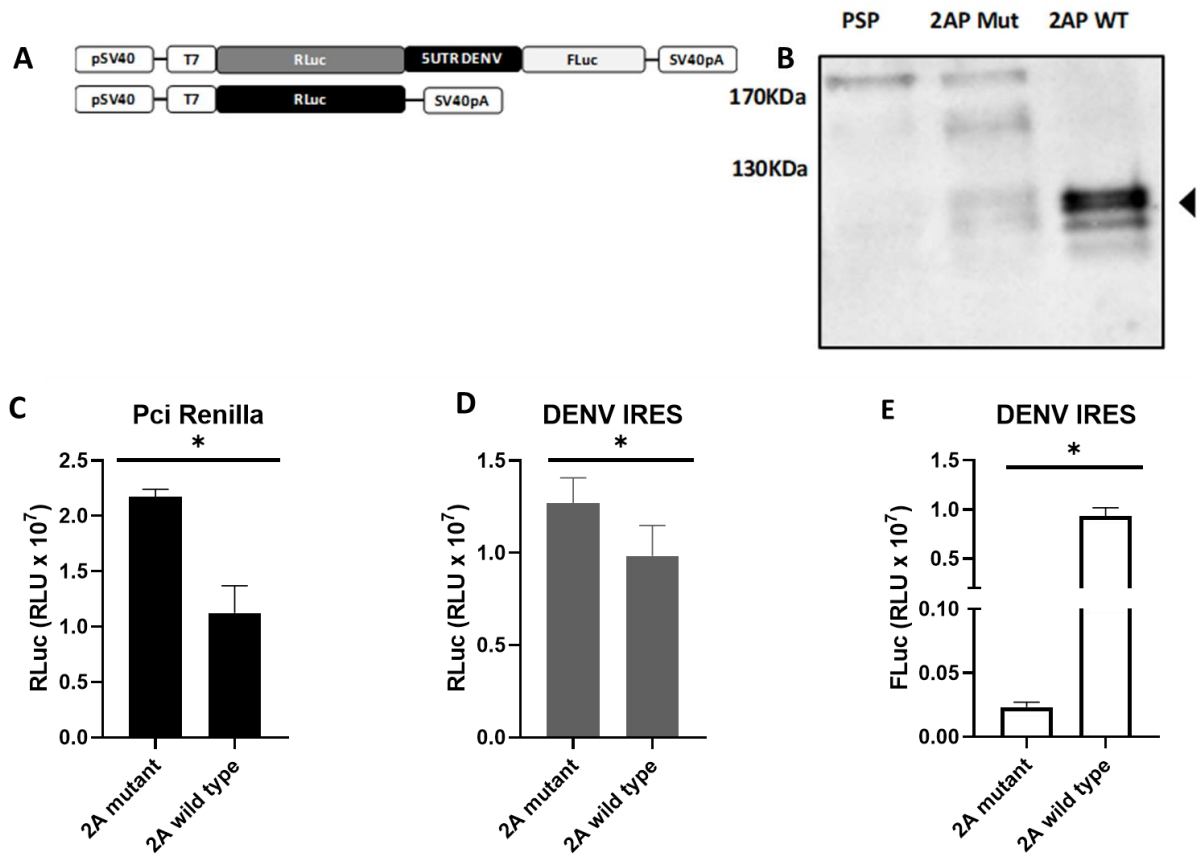 A
pSV40 T7 RLuc 5UTR DENV FLuc SV40pA
pSV40 T7 RLuc SV40pA
B
PSP 2AP Mut 2AP WT
170KDa
130KDa
C
Pci Renilla
*
RLuc (RLU x 10⁷)
2.5
2.0
1.5
1.0
0.5
0.0
2A mutant
2A wild type
D
DENV IRES
*
RLuc (RLU x 10⁷)
1.5
1.0
0.5
0.0
2A mutant
2A wild type
E
DENV IRES
*
FLuc (RLU x 10⁷)
1.5
1.0
0.5
0.10
0.05
0.00
2A mutant
2A wild type